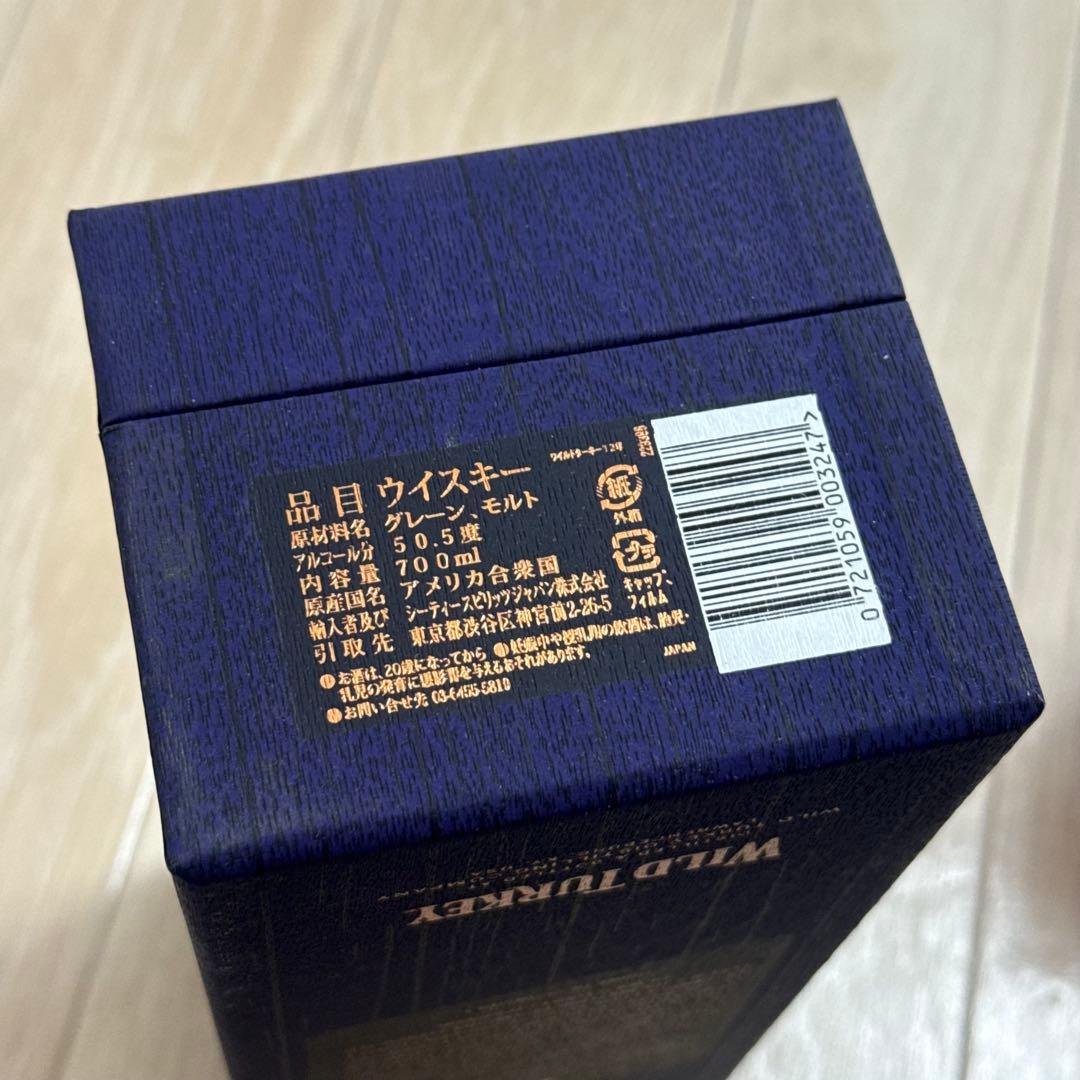 ワイルドターキー12年
223395
品目 ウイスキー
原材料名 グレーン、モルト
アルコール分 50.5度
内容量 700ml
原産国名 アメリカ合衆国
輸入者及び シーティースピリッツジャパン株式会社
引取先 東京都渋谷区神宮前2-26-5
●お酒は、20歳になってから ●妊娠中や授乳期の飲酒は、胎児・
乳児の発育に悪影響を与えるおそれがあります。
●お問い合せ先 03-6455-5810
紙
外箱
プラ
キャップ、
フィルム
JAPAN
0 721059 003247 >
WILD TURKEY